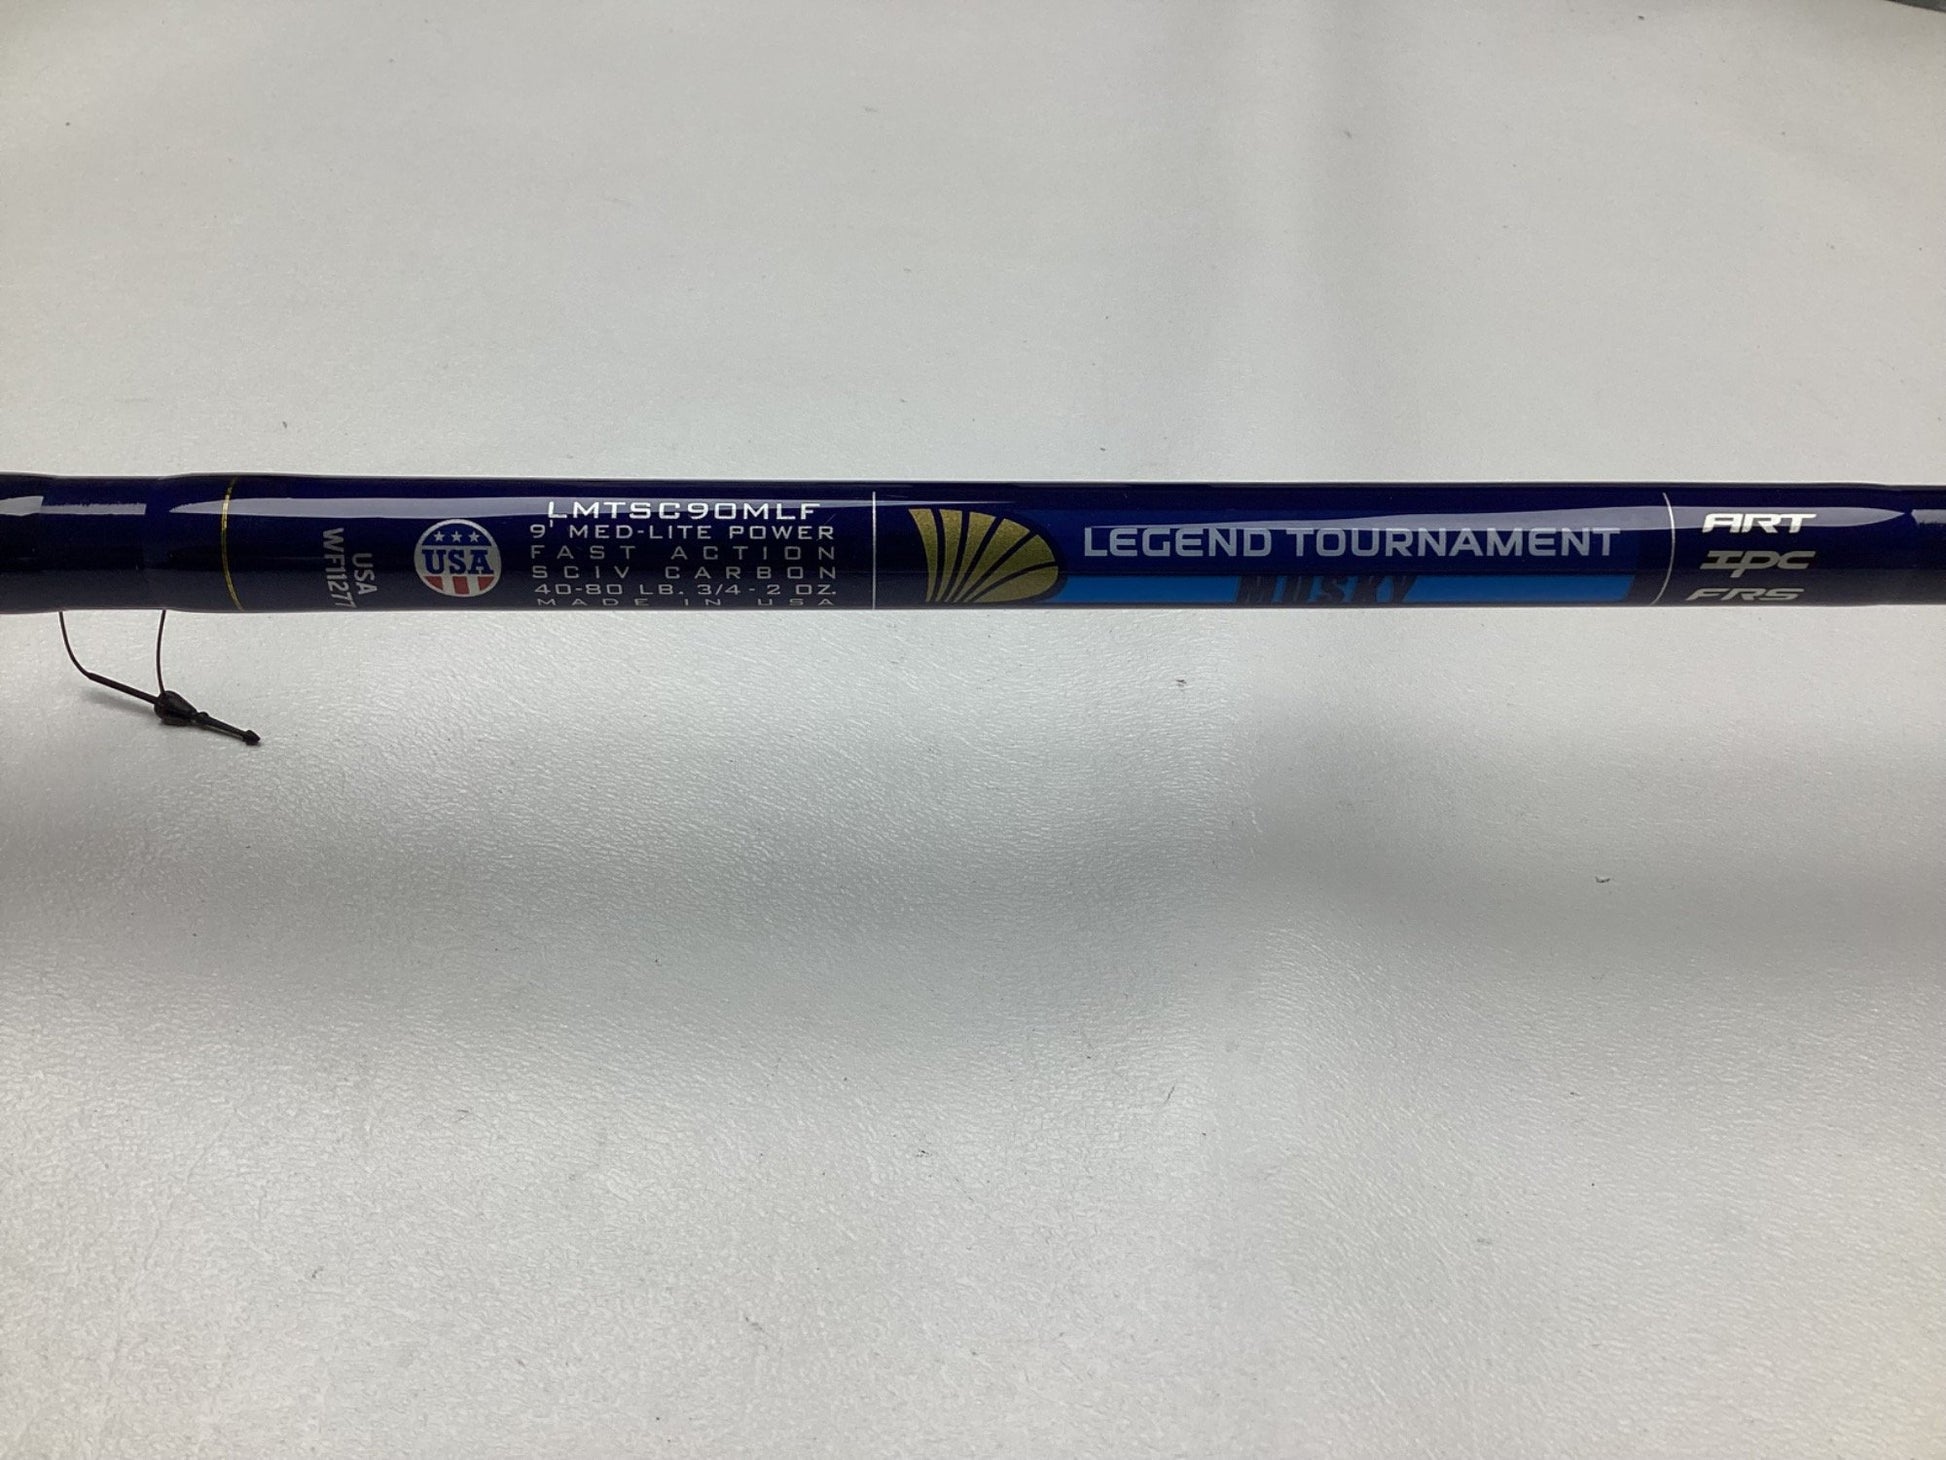 USA
WF11277
USA
LMTSC90MLF
9' MED-LITE POWER
FAST ACTION
SCIV CARBON
40-80 LB. 3/4 - 2 OZ.
MADE IN USA
LEGEND TOURNAMENT
MUSKY
ART
IPC
FRS